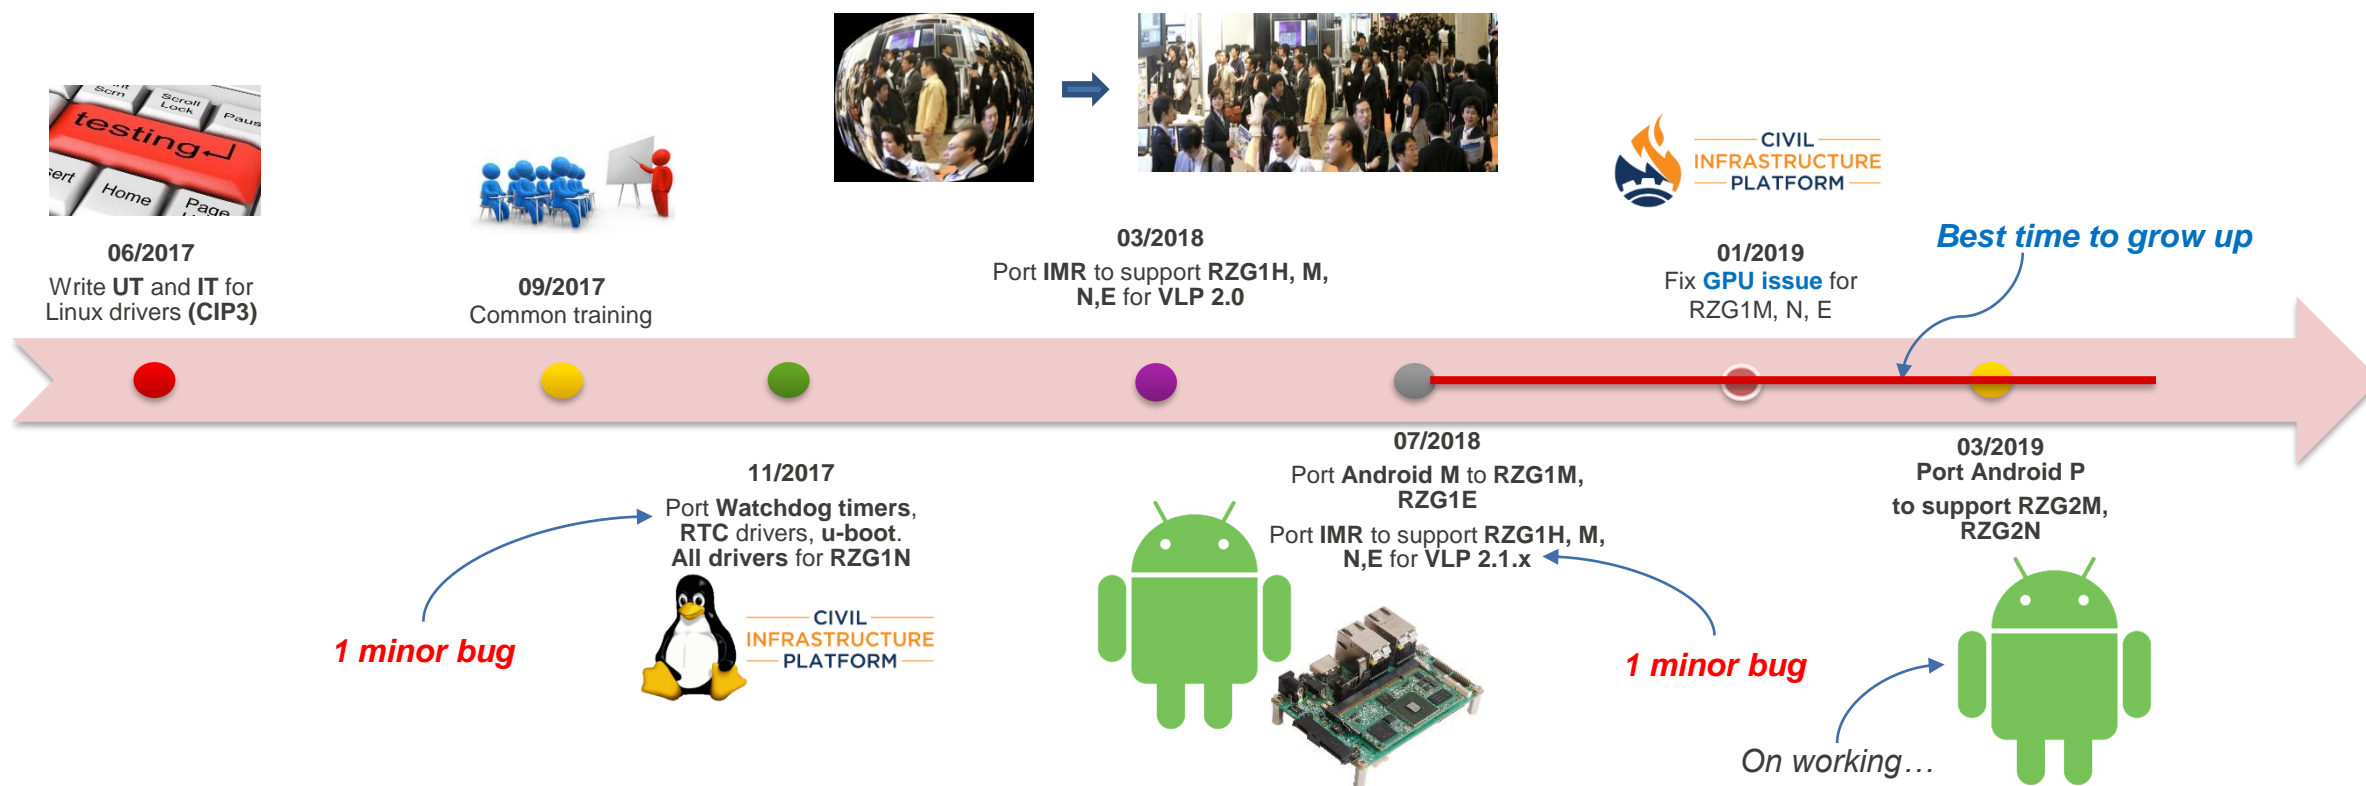 Scrn
Scroll
Lock
Paus
testing
Home
Page
06/2017
Write UT and IT for
Linux drivers (CIP3)
09/2017
Common training
03/2018
Port IMR to support RZG1H, M,
N,E for VLP 2.0
CIVIL
INFRASTRUCTURE
PLATFORM
01/2019
Fix GPU issue for
RZG1M, N, E
Best time to grow up
11/2017
Port Watchdog timers,
RTC drivers, u-boot.
All drivers for RZG1N
1 minor bug
CIVIL
INFRASTRUCTURE
PLATFORM
07/2018
Port Android M to RZG1M,
RZG1E
Port IMR to support RZG1H, M,
N,E for VLP 2.1.x
1 minor bug
03/2019
Port Android P
to support RZG2M,
RZG2N
On working…